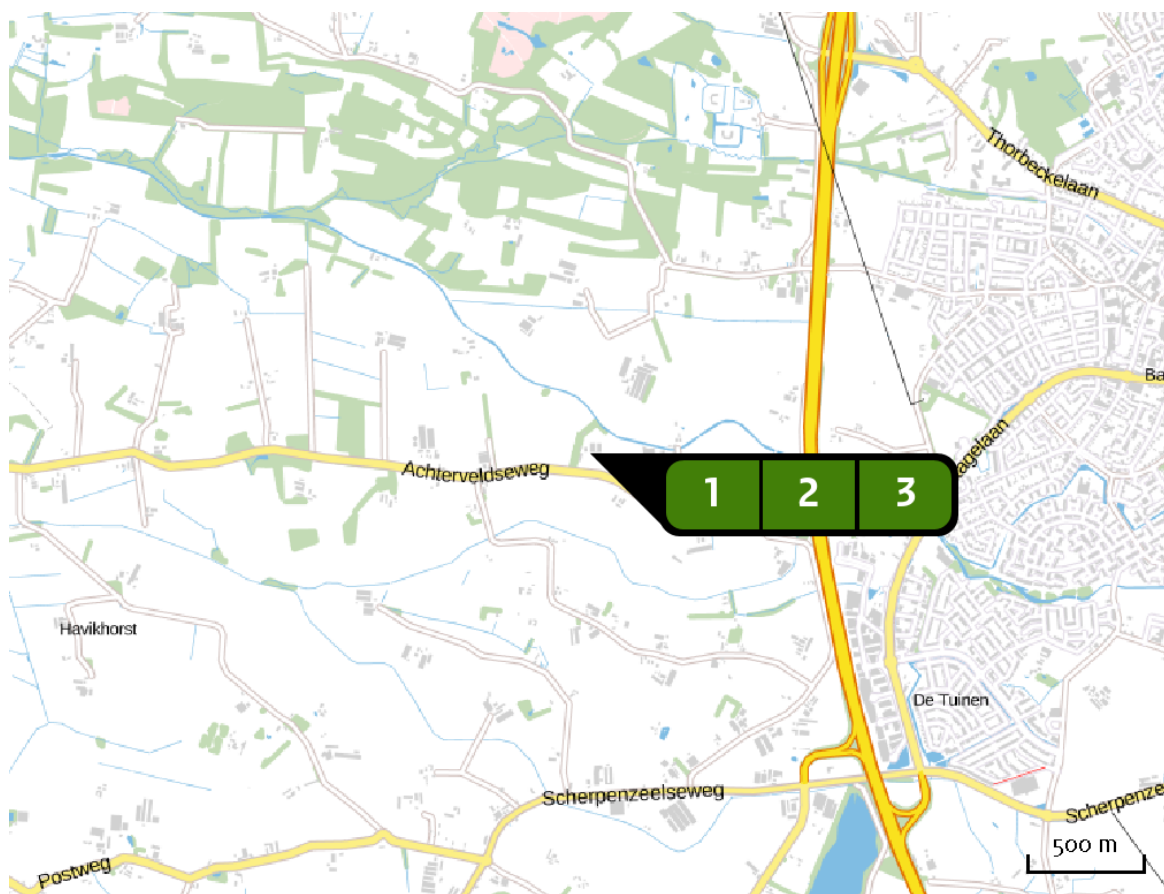 Thorbeckelaan
Ba
agelaan
Achterveldseweg
1 2 3
Havikhorst
De Tuinen
Scherpenzeelseweg
Scherpenze
500 m
Postweg